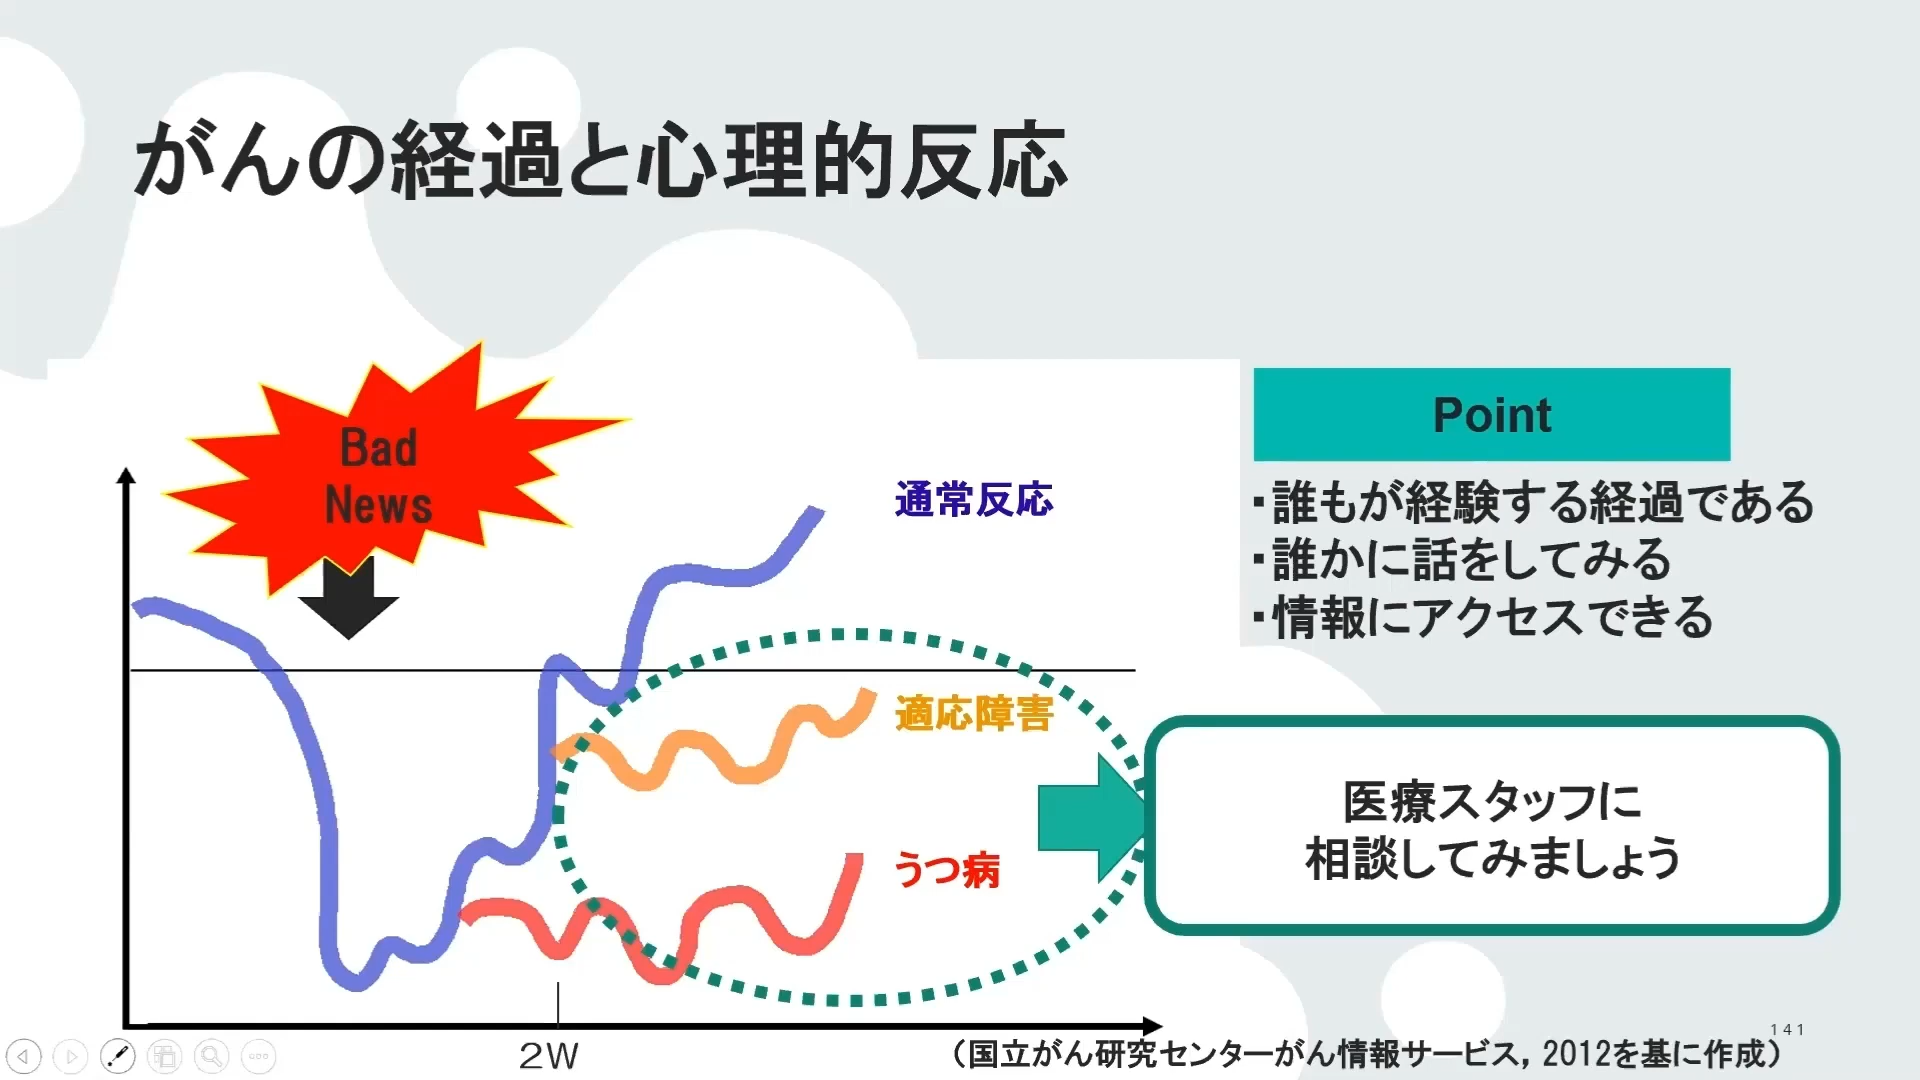 がんの経過と心理的反応
Bad
News
通常反応
適応障害
うつ病
2W
Point
・誰もが経験する経過である
・誰かに話をしてみる
・情報にアクセスできる
医療スタッフに
相談してみましょう
141
（国立がん研究センターがん情報サービス, 2012を基に作成）